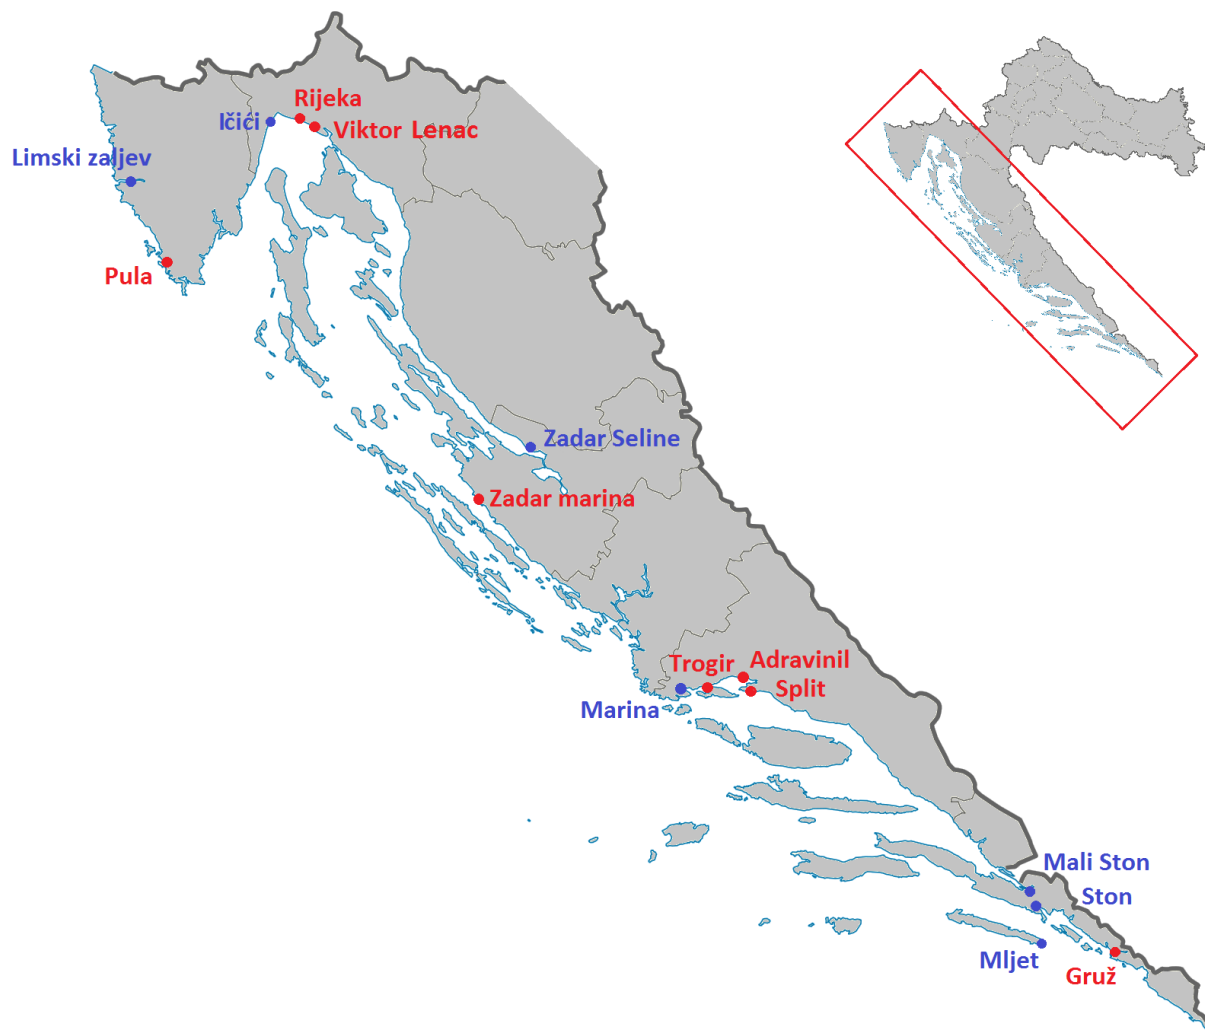 Rijeka
Ičići
Viktor Lenac
Limski zaljev
Pula
Zadar Seline
Zadar marina
Trogir
Adravinil
Split
Marina
Mali Ston
Ston
Mljet
Gruž